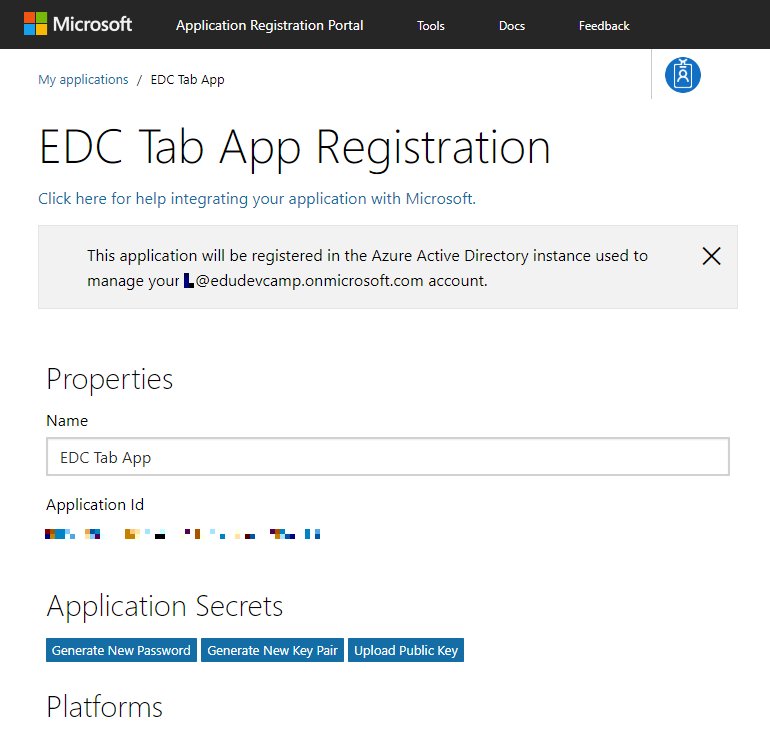 Microsoft Application Registration Portal Tools Docs Feedback
My applications / EDC Tab App
EDC Tab App Registration
Click here for help integrating your application with Microsoft.
This application will be registered in the Azure Active Directory instance used to
manage your @edudevcamp.onmicrosoft.com account.
Properties
Name
EDC Tab App
Application Id
Application Secrets
Generate New Password Generate New Key Pair Upload Public Key
Platforms